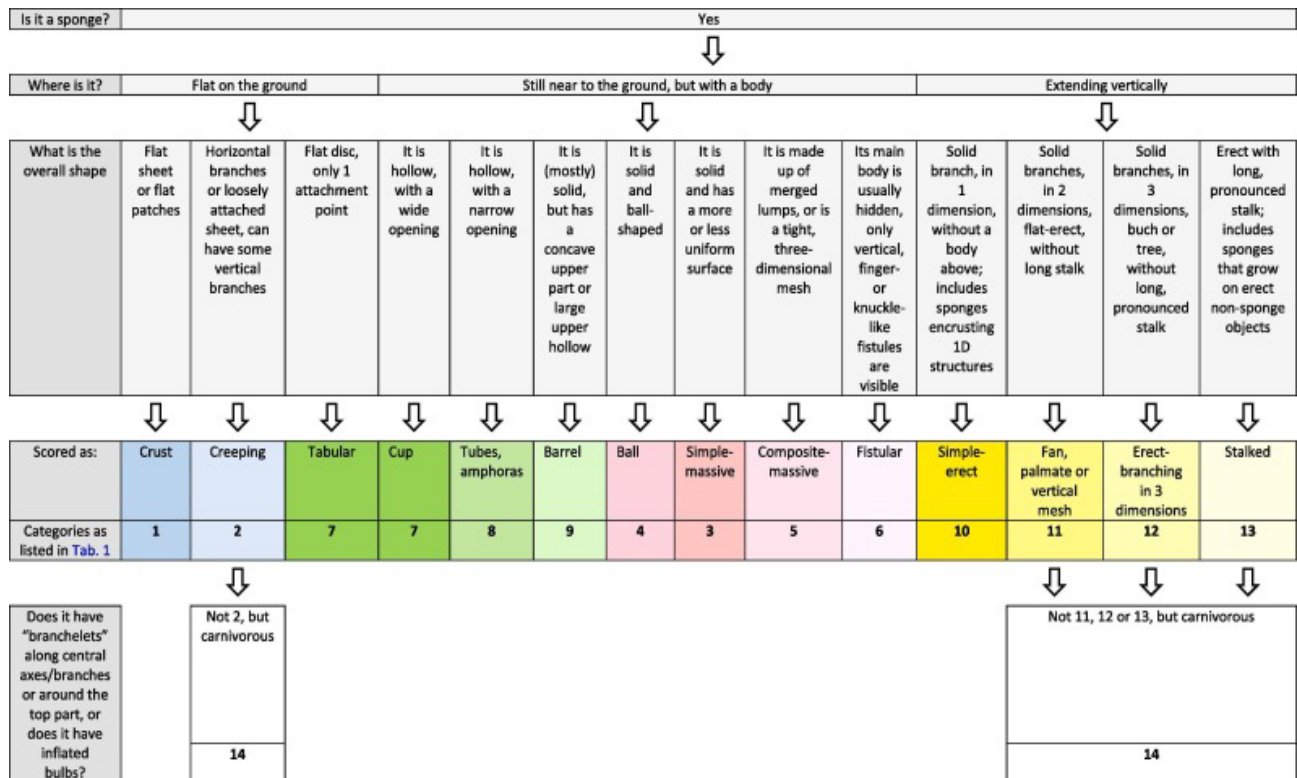 Is it a sponge?
Yes
Where is it?
Flat on the ground
Still near to the ground, but with a body
Extending vertically
What is the
overall shape
Flat
sheet
or flat
patches
Horizontal
branches
or loosely
attached
sheet, can
have some
vertical
branches
Flat disc,
only 1
attachment
point
It is
hollow,
with a
wide
opening
It is
hollow,
with a
narrow
opening
It is
(mostly)
solid,
but has
a
concave
upper
part or
large
upper
hollow
It is
solid
and
ball-
shaped
It is
solid
and has
a more
or less
uniform
surface
It is made
up of
merged
lumps, or is
a tight,
three-
dimensional
mesh
Its main
body is
usually
hidden,
only
vertical,
finger-
or
knuckle-
like
fistules
are
visible
Solid
branch, in
1
dimension,
without a
body
above;
includes
sponges
encrusting
1D
structures
Solid
branches,
in 2
dimensions,
flat-erect,
without
long stalk
Solid
branches, in
3
dimensions,
buch or
tree,
without
long,
pronounced
stalk
Erect with
long,
pronounced
stalk;
includes
sponges
that grow
on erect
non-sponge
objects
Scored as:
Crust
Creeping
Tabular
Cup
Tubes,
amphoras
Barrel
Ball
Simple-
massive
Composite-
massive
Fistular
Simple-
erect
Fan,
palmate or
vertical
mesh
Erect-
branching
in 3
dimensions
Stalked
Categories as
listed in Tab. 1
1
2
7
7
8
9
4
3
5
6
10
11
12
13
Does it have
"branchelets"
along central
axes/branches
or around the
top part, or
does it have
inflated
bulbs?
Not 2, but
carnivorous
14
Not 11, 12 or 13, but carnivorous
14